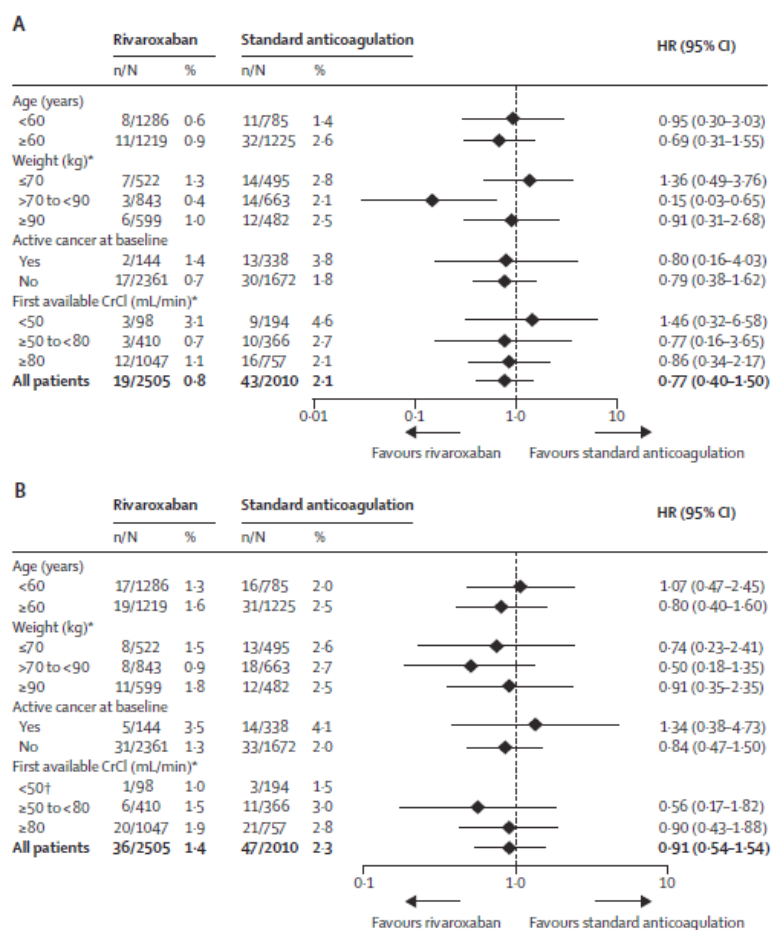 A
Rivaroxaban Standard anticoagulation HR (95% CI)
n/N % n/N %
Age (years)
<60 8/1286 0·6 11/785 1·4 0·95 (0·30–3·03)
≥60 11/1219 0·9 32/1225 2·6 0·69 (0·31–1·55)
Weight (kg)*
≤70 7/522 1·3 14/495 2·8 1·36 (0·49–3·76)
>70 to <90 3/843 0·4 14/663 2·1 0·15 (0·03–0·65)
≥90 6/599 1·0 12/482 2·5 0·91 (0·31–2·68)
Active cancer at baseline
Yes 2/144 1·4 13/338 3·8 0·80 (0·16–4·03)
No 17/2361 0·7 30/1672 1·8 0·79 (0·38–1·62)
First available CrCl (mL/min)*
<50 3/98 3·1 9/194 4·6 1·46 (0·32–6·58)
≥50 to <80 3/410 0·7 10/366 2·7 0·77 (0·16–3·65)
≥80 12/1047 1·1 16/757 2·1 0·86 (0·34–2·17)
All patients 19/2505 0·8 43/2010 2·1 0·77 (0·40–1·50)
0·01 0·1 1·0 10
Favours rivaroxaban Favours standard anticoagulation
B
Rivaroxaban Standard anticoagulation HR (95% CI)
n/N % n/N %
Age (years)
<60 17/1286 1·3 16/785 2·0 1·07 (0·47–2·45)
≥60 19/1219 1·6 31/1225 2·5 0·80 (0·40–1·60)
Weight (kg)*
≤70 8/522 1·5 13/495 2·6 0·74 (0·23–2·41)
>70 to <90 8/843 0·9 18/663 2·7 0·50 (0·18–1·35)
≥90 11/599 1·8 12/482 2·5 0·91 (0·35–2·35)
Active cancer at baseline
Yes 5/144 3·5 14/338 4·1 1·34 (0·38–4·73)
No 31/2361 1·3 33/1672 2·0 0·84 (0·47–1·50)
First available CrCl (mL/min)*
<50† 1/98 1·0 3/194 1·5
≥50 to <80 6/410 1·5 11/366 3·0 0·56 (0·17–1·82)
≥80 20/1047 1·9 21/757 2·8 0·90 (0·43–1·88)
All patients 36/2505 1·4 47/2010 2·3 0·91 (0·54–1·54)
0·1 1·0 10
Favours rivaroxaban Favours standard anticoagulation